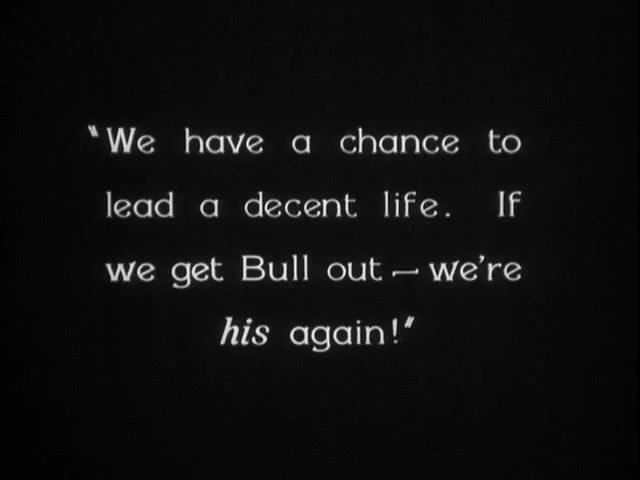 "We have a chance to
lead a decent life. If
we get Bull out — we're
his again!"